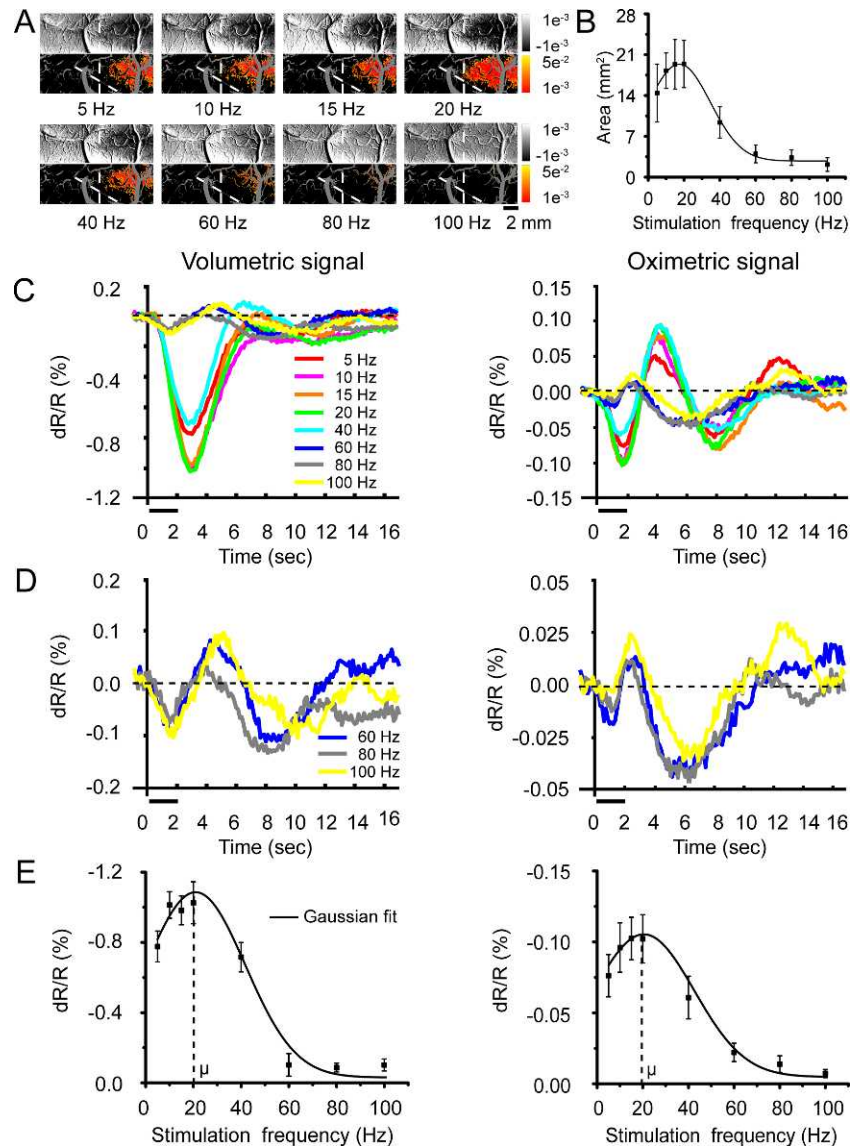 A
5 Hz 10 Hz 15 Hz 20 Hz
1e-3
-1e-3
5e-2
1e-3
40 Hz 60 Hz 80 Hz 100 Hz
1e-3
-1e-3
5e-2
1e-3
2 mm
B
Area (mm²)
28
21
14
7
0
0 20 40 60 80 100
Stimulation frequency (Hz)
Volumetric signal
Oximetric signal
C
dR/R (%)
0.2
-0.4
-0.8
-1.2
5 Hz
10 Hz
15 Hz
20 Hz
40 Hz
60 Hz
80 Hz
100 Hz
0 2 4 6 8 10 12 14 16
Time (sec)
dR/R (%)
0.15
0.10
0.05
0.00
-0.05
-0.10
-0.15
0 2 4 6 8 10 12 14 16
Time (sec)
D
dR/R (%)
0.2
0.1
0.0
-0.1
-0.2
60 Hz
80 Hz
100 Hz
0 2 4 6 8 10 12 14 16
Time (sec)
dR/R (%)
0.05
0.025
0.00
-0.025
-0.05
0 2 4 6 8 10 12 14 16
Time (sec)
E
dR/R (%)
-1.2
-0.8
-0.4
0.0
Gaussian fit
μ
0 20 40 60 80 100
Stimulation frequency (Hz)
dR/R (%)
-0.15
-0.10
-0.05
0.00
μ
0 20 40 60 80 100
Stimulation frequency (Hz)